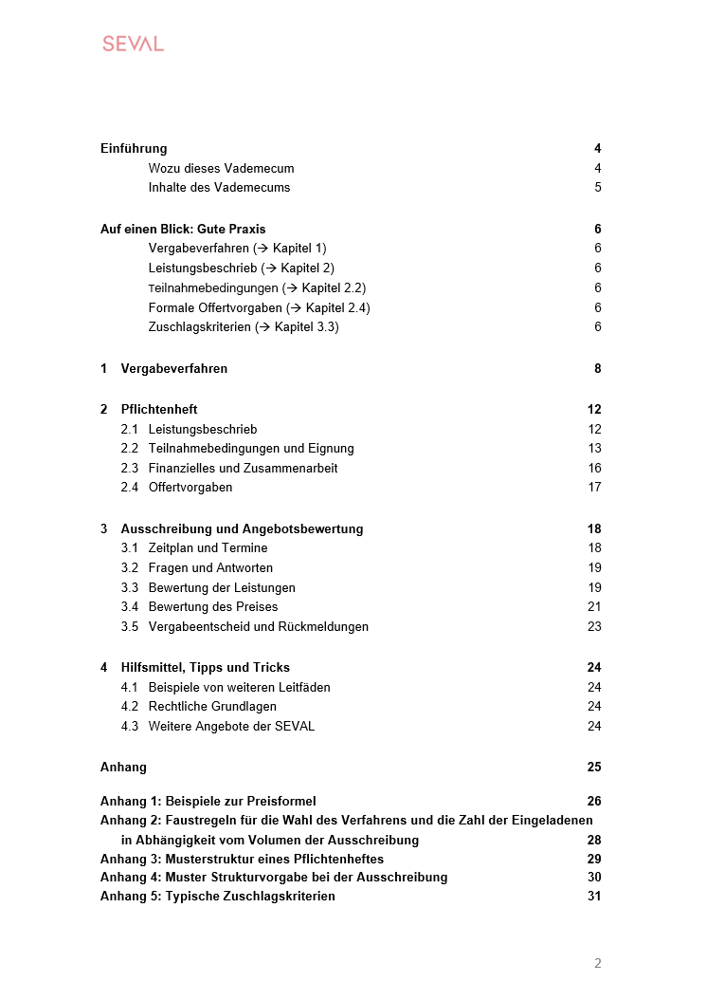 SEVAL
Einführung 4
Wozu dieses Vademecum 4
Inhalte des Vademecums 5
Auf einen Blick: Gute Praxis 6
Vergabeverfahren (→ Kapitel 1) 6
Leistungsbeschrieb (→ Kapitel 2) 6
Teilnahmebedingungen (→ Kapitel 2.2) 6
Formale Offertvorgaben (→ Kapitel 2.4) 6
Zuschlagskriterien (→ Kapitel 3.3) 6
1 Vergabeverfahren 8
2 Pflichtenheft 12
2.1 Leistungsbeschrieb 12
2.2 Teilnahmebedingungen und Eignung 13
2.3 Finanzielles und Zusammenarbeit 16
2.4 Offertvorgaben 17
3 Ausschreibung und Angebotsbewertung 18
3.1 Zeitplan und Termine 18
3.2 Fragen und Antworten 19
3.3 Bewertung der Leistungen 19
3.4 Bewertung des Preises 21
3.5 Vergabeentscheid und Rückmeldungen 23
4 Hilfsmittel, Tipps und Tricks 24
4.1 Beispiele von weiteren Leitfäden 24
4.2 Rechtliche Grundlagen 24
4.3 Weitere Angebote der SEVAL 24
Anhang 25
Anhang 1: Beispiele zur Preisformel 26
Anhang 2: Faustregeln für die Wahl des Verfahrens und die Zahl der Eingeladenen
in Abhängigkeit vom Volumen der Ausschreibung 28
Anhang 3: Musterstruktur eines Pflichtenheftes 29
Anhang 4: Muster Strukturvorgabe bei der Ausschreibung 30
Anhang 5: Typische Zuschlagskriterien 31
2